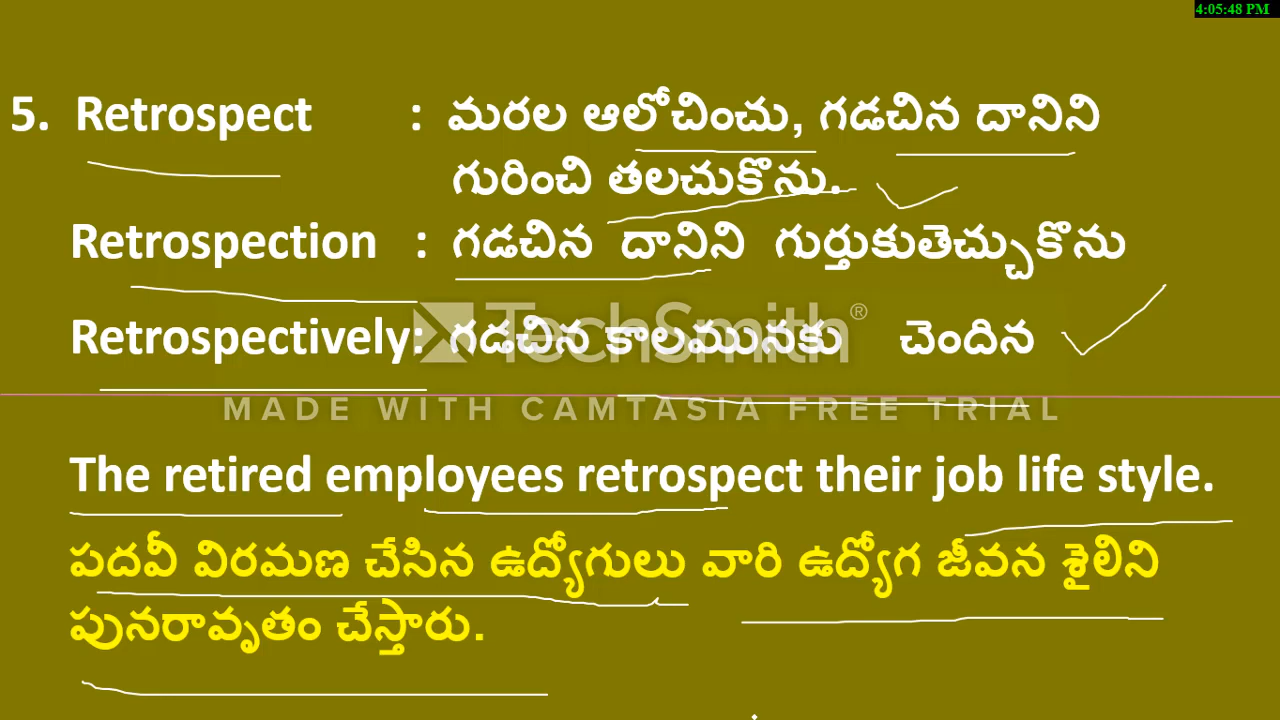 4:05:48 PM
5. Retrospect : మరల ఆలోచించు, గడచిన దానిని
గురించి తలచుకొను.
Retrospection : గడచిన దానిని గుర్తుకుతెచ్చుకొను
Retrospectively: గడచిన కాలమునకు చెందిన
TechSmith®
MADE WITH CAMTASIA FREE TRIAL
The retired employees retrospect their job life style.
పదవీ విరమణ చేసిన ఉద్యోగులు వారి ఉద్యోగ జీవన శైలిని
పునరావృతం చేస్తారు.